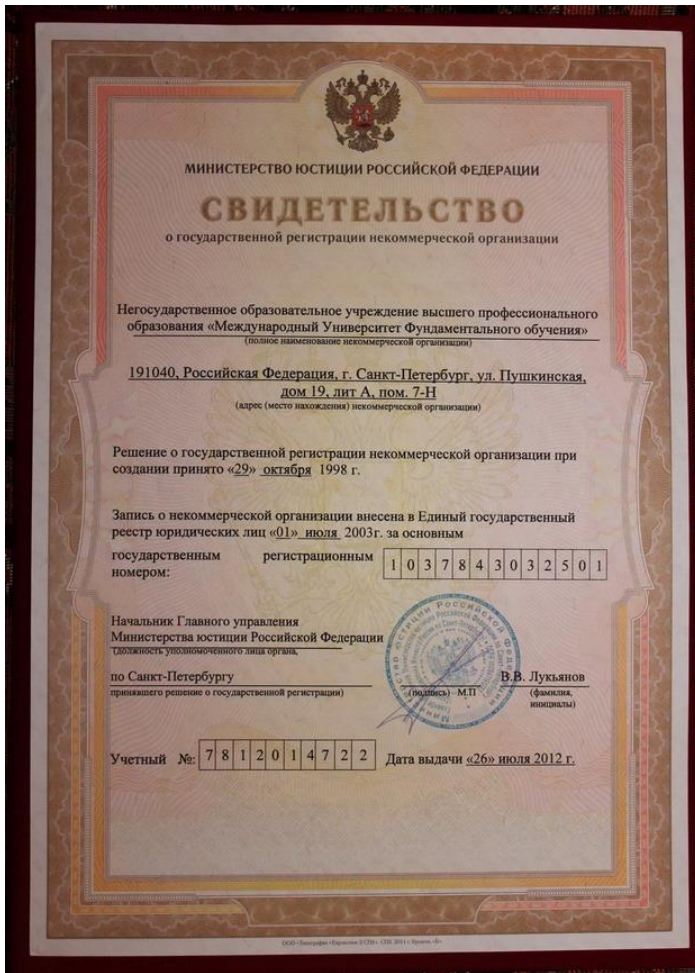 МИНИСТЕРСТВО ЮСТИЦИИ РОССИЙСКОЙ ФЕДЕРАЦИИ
СВИДЕТЕЛЬСТВО
о государственной регистрации некоммерческой организации
Негосударственное образовательное учреждение высшего профессионального
образования «Международный Университет Фундаментального обучения»
(полное наименование некоммерческой организации)
191040, Российская Федерация, г. Санкт-Петербург, ул. Пушкинская,
дом 19, лит А, пом. 7-Н
(адрес (место нахождения) некоммерческой организации)
Решение о государственной регистрации некоммерческой организации при
создании принято «29» октября 1998 г.
Запись о некоммерческой организации внесена в Единый государственный
реестр юридических лиц «01» июля 2003г. за основным
государственным регистрационным
номером: 1037843032501
Начальник Главного управления
Министерства юстиции Российской Федерации
(должность уполномоченного лица органа,
по Санкт-Петербургу В.В. Лукьянов
принявшего решение о государственной регистрации) (подпись) М.П (фамилия,
инициалы)
Учетный №: 7812014722 Дата выдачи «26» июля 2012 г.